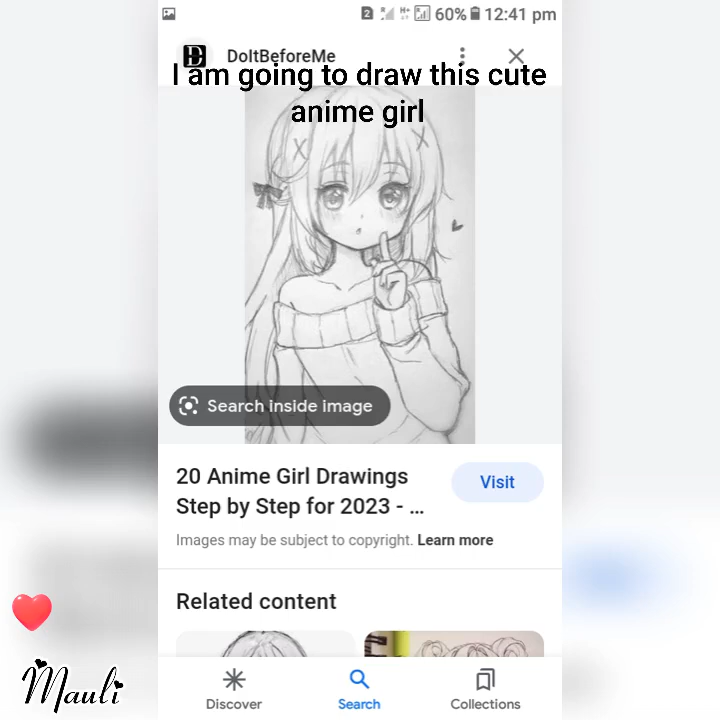 2 H+ 60% 12:41 pm
DoItBeforeMe
I am going to draw this cute
anime girl
Search inside image
20 Anime Girl Drawings
Step by Step for 2023 - ...
Visit
Images may be subject to copyright. Learn more
Related content
Discover
Search
Collections
Mauli